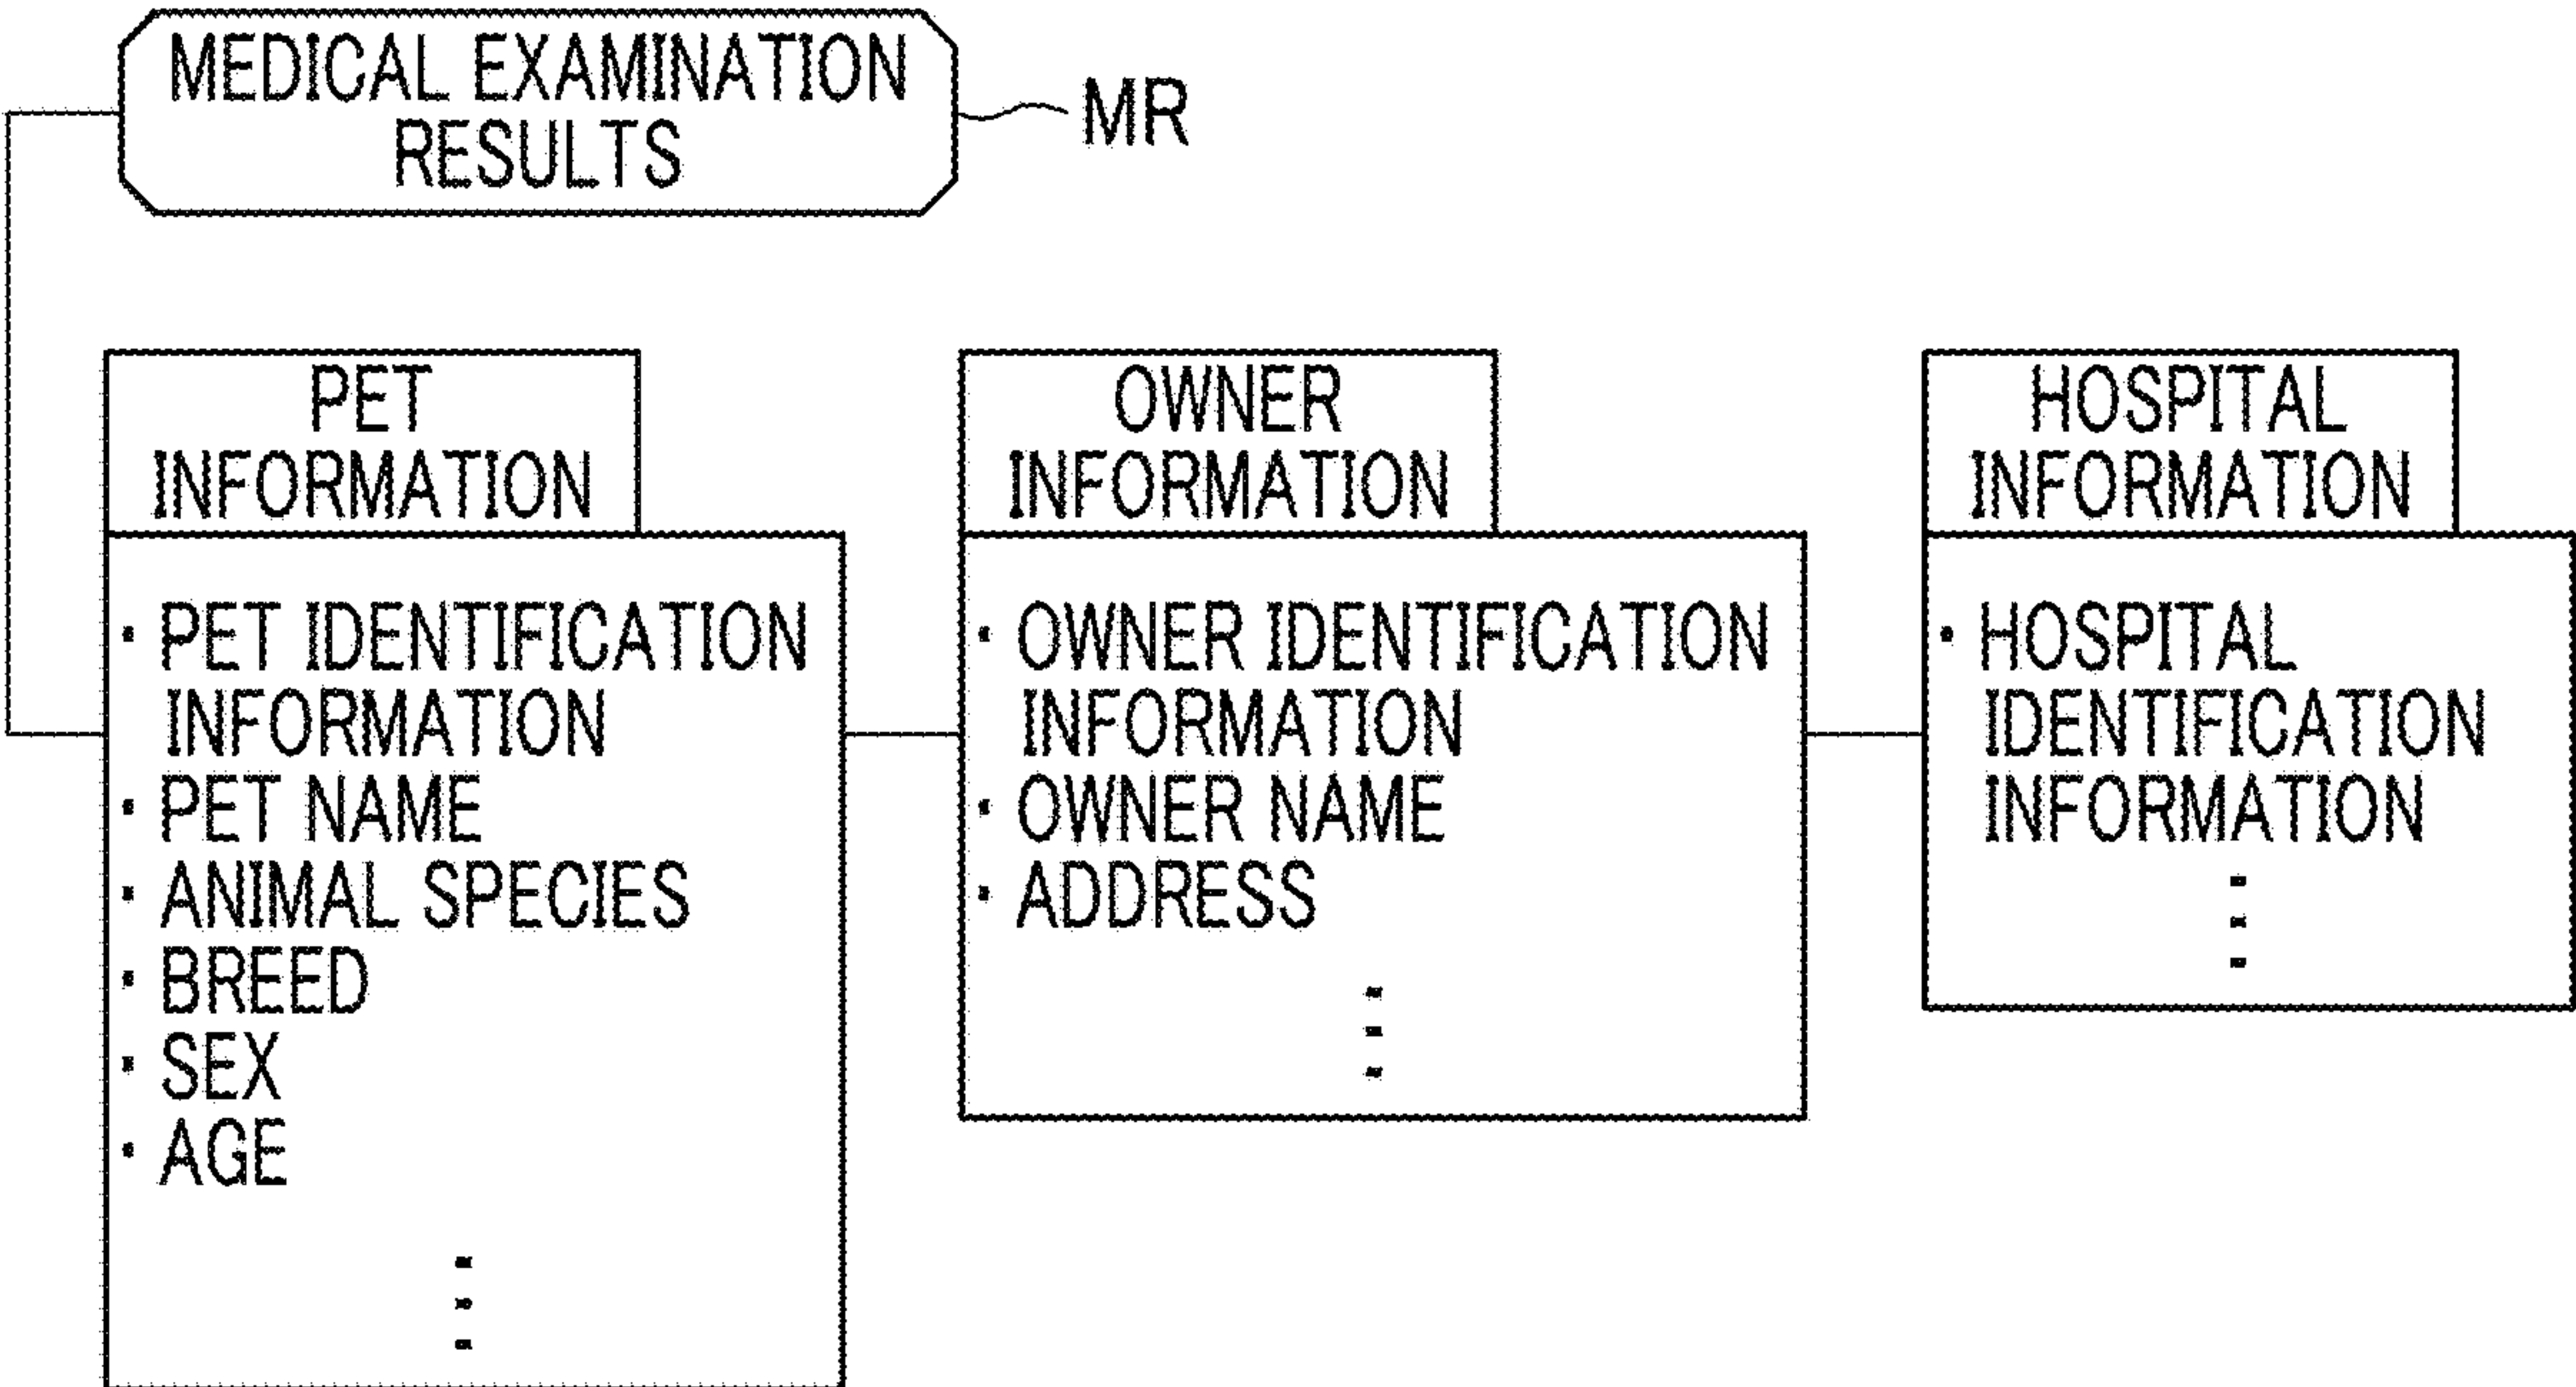 MEDICAL EXAMINATION
RESULTS
MR
PET
INFORMATION
· PET IDENTIFICATION
INFORMATION
· PET NAME
· ANIMAL SPECIES
· BREED
· SEX
· AGE
OWNER
INFORMATION
· OWNER IDENTIFICATION
INFORMATION
· OWNER NAME
· ADDRESS
HOSPITAL
INFORMATION
· HOSPITAL
IDENTIFICATION
INFORMATION